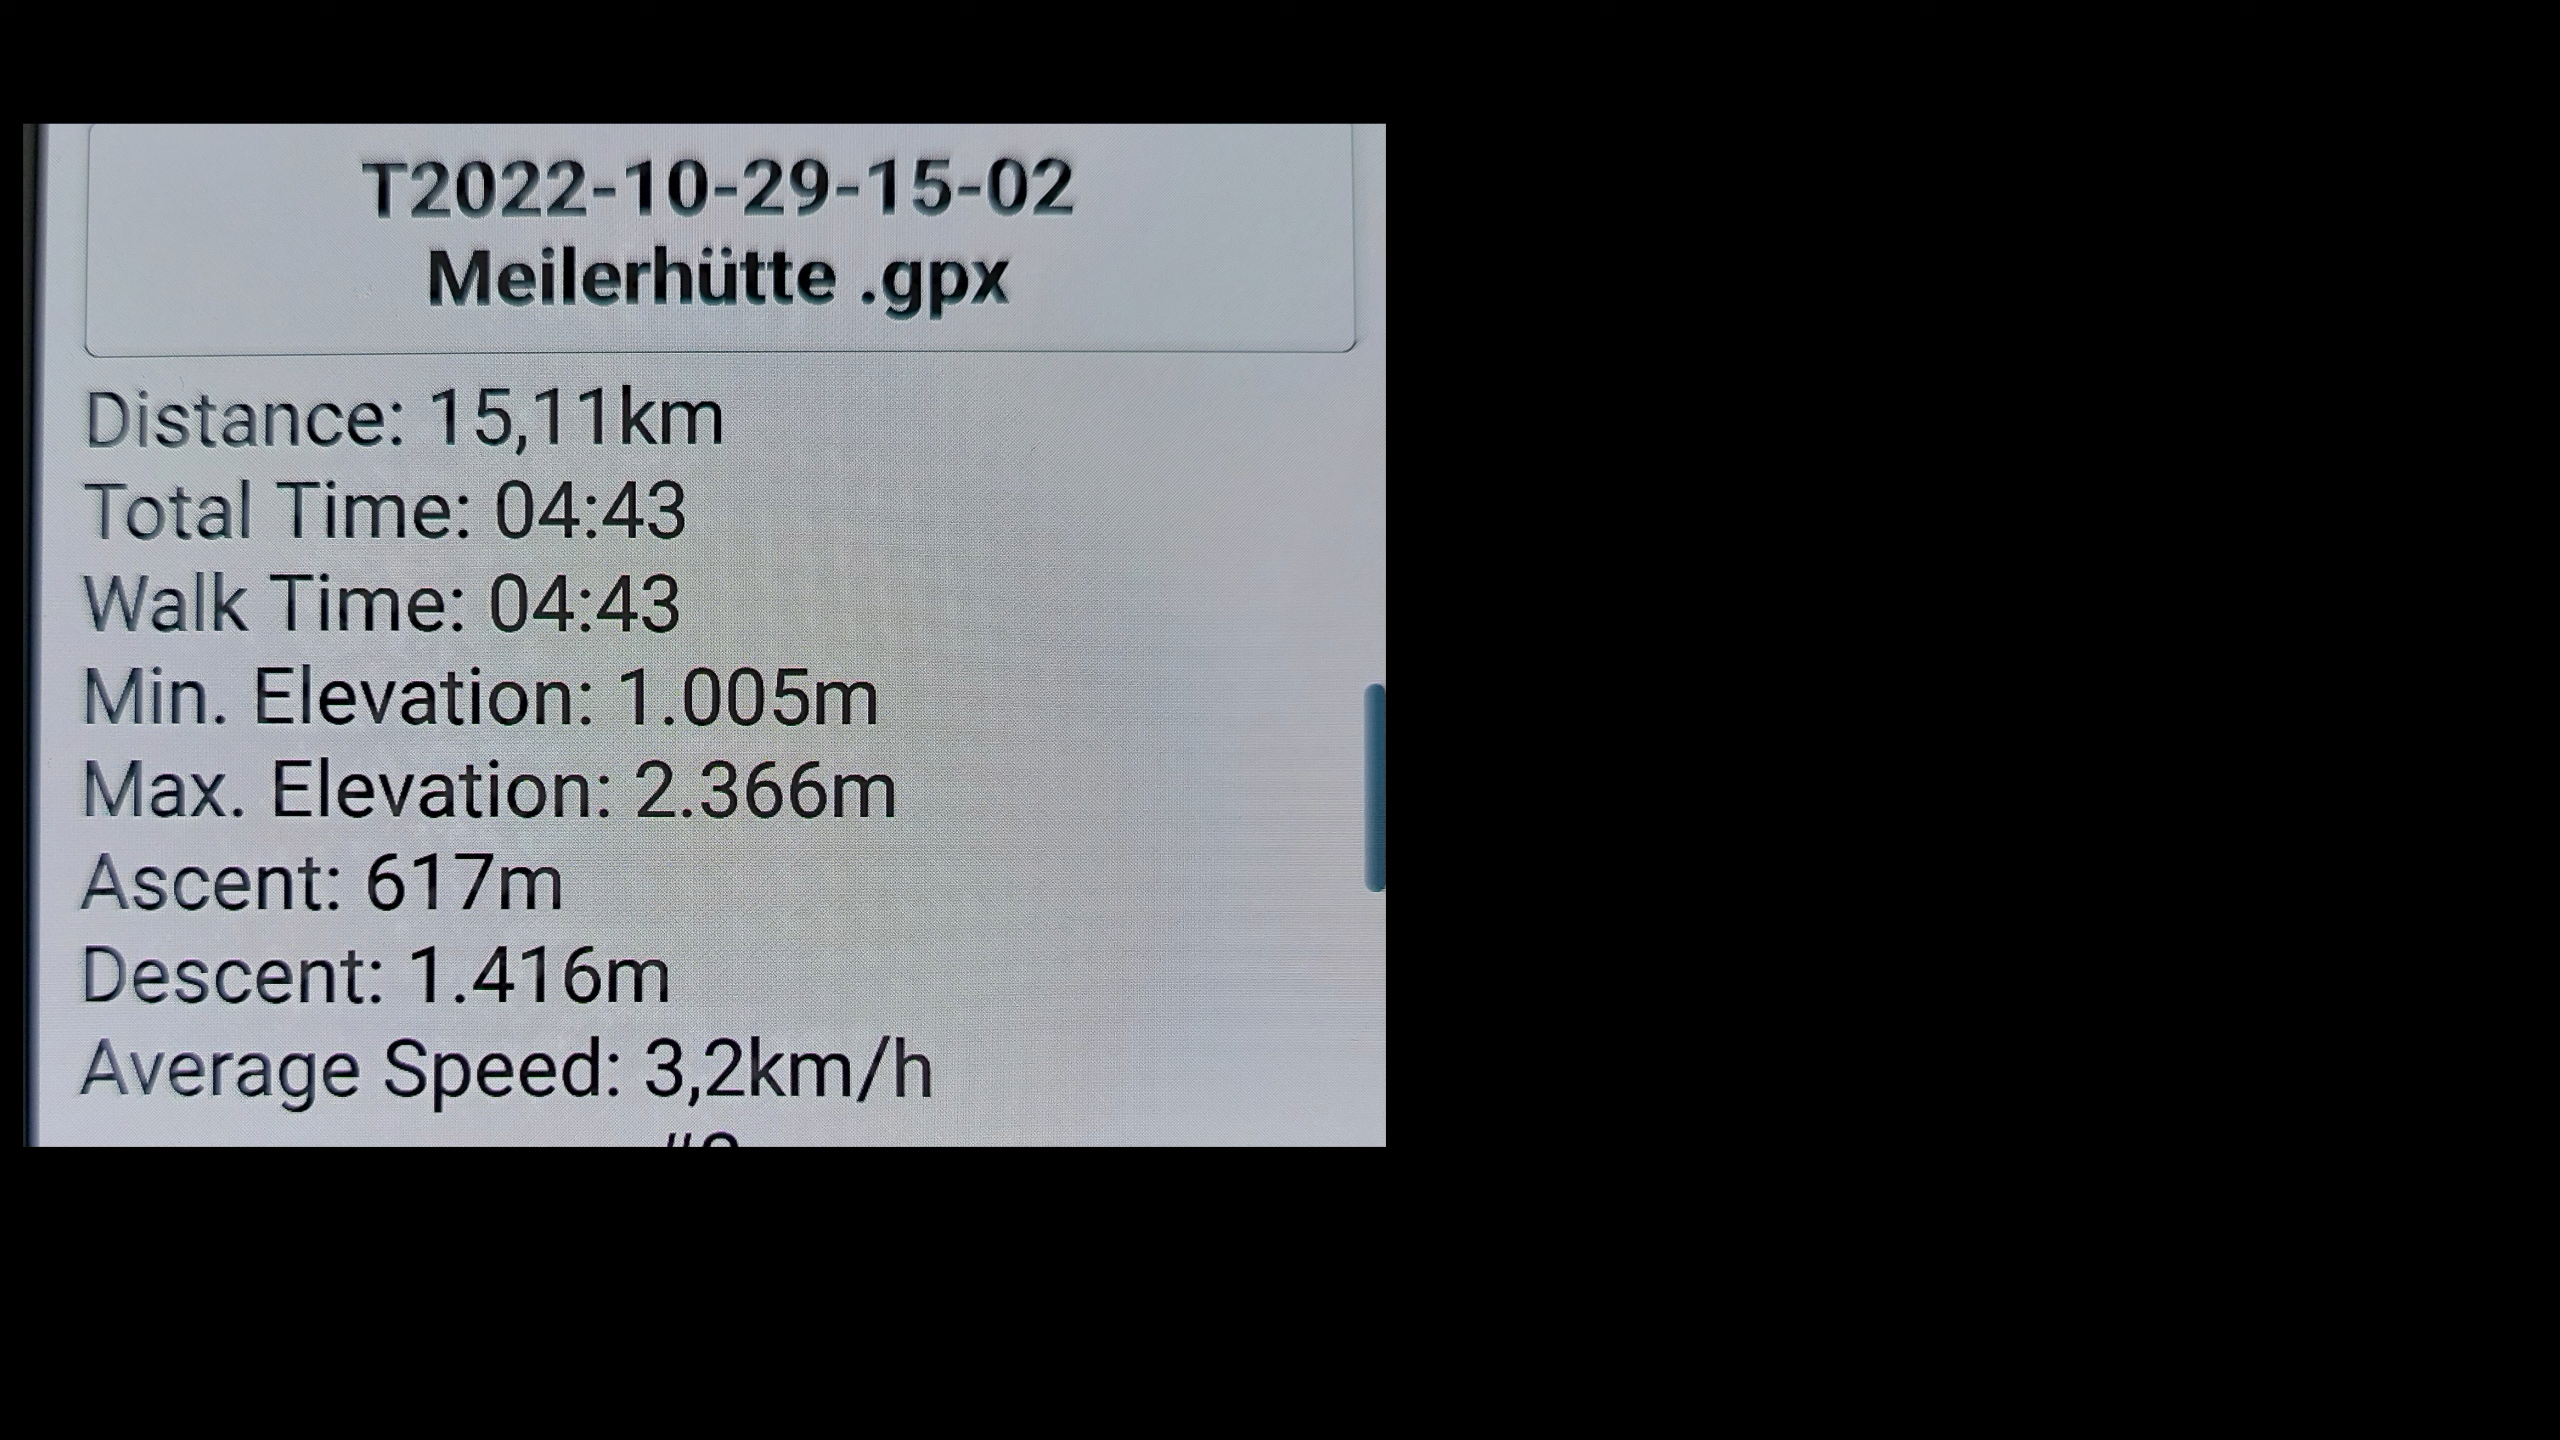 T2022-10-29-15-02
Meilerhütte .gpx
Distance: 15,11km
Total Time: 04:43
Walk Time: 04:43
Min. Elevation: 1.005m
Max. Elevation: 2.366m
Ascent: 617m
Descent: 1.416m
Average Speed: 3,2km/h